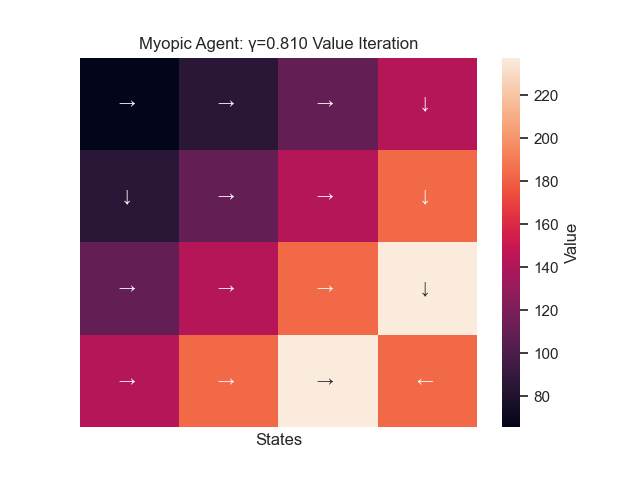 Myopic Agent: γ=0.810 Value Iteration
→ → → ↓
↓ → → ↓
→ → → ↓
→ → → ←
States
220
200
180
160
140
120
100
80
Value